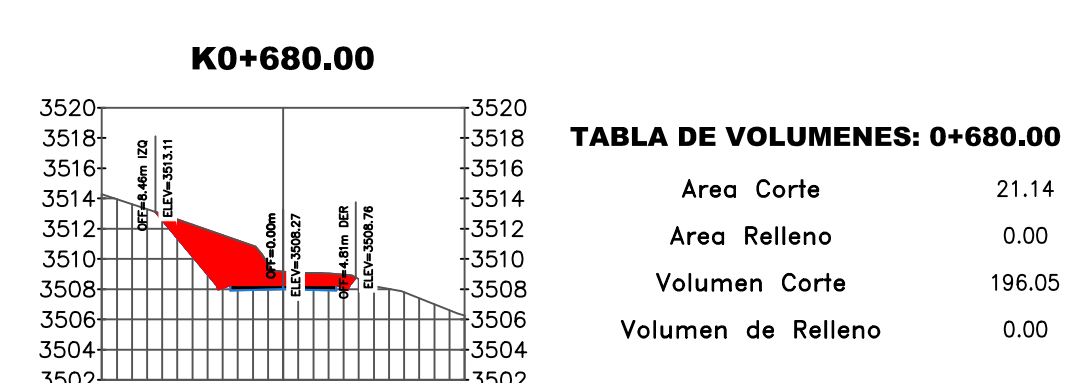 K0+680.00
3520 3520
3518 3518
3516 3516
3514 3514
3512 3512
3510 3510
3508 3508
3506 3506
3504 3504
3502 3502
OFF=8.46m IZQ
ELEV=3513.11
OFF=0.00m
ELEV=3508.27
OFF=4.81m DER
ELEV=3508.76
TABLA DE VOLUMENES: 0+680.00
Area Corte 21.14
Area Relleno 0.00
Volumen Corte 196.05
Volumen de Relleno 0.00